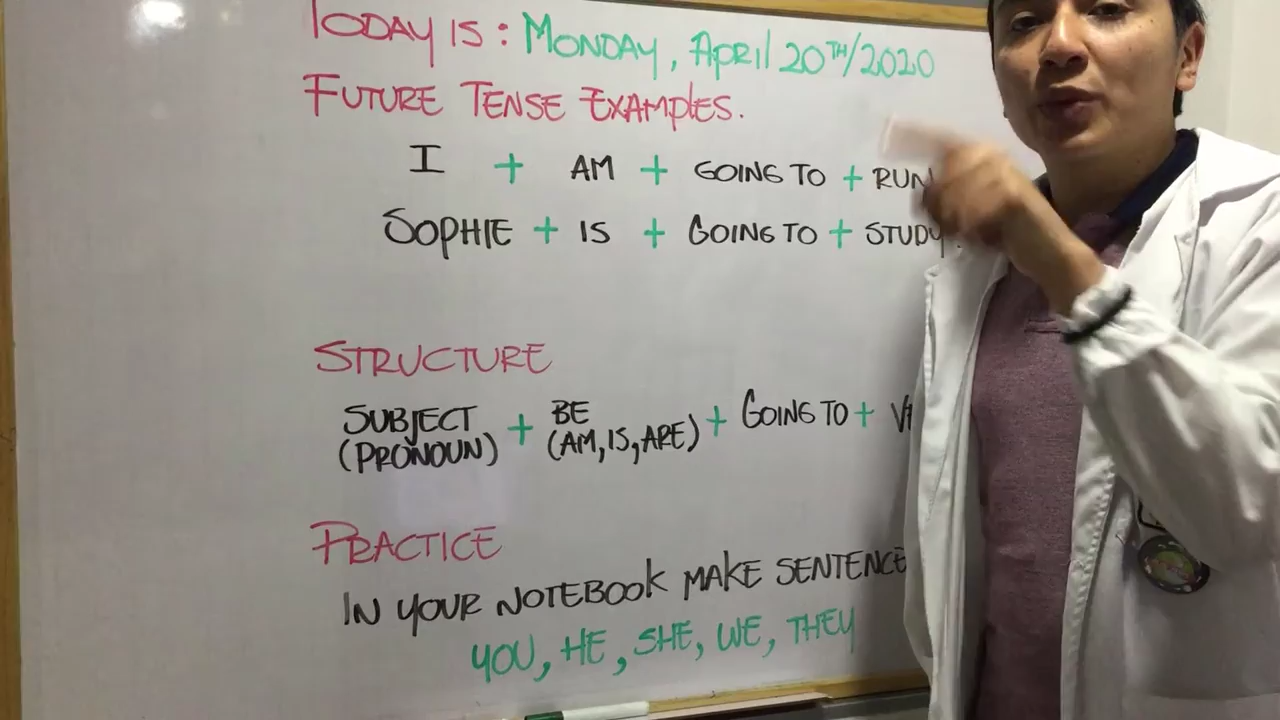 TODAY IS: MONDAY, APRIL 20TH/2020
FUTURE TENSE EXAMPLES.
I + AM + GOING TO + RUN
SOPHIE + IS + GOING TO + STUDY.
STRUCTURE
SUBJECT (PRONOUN) + BE (AM, IS, ARE) + GOING TO +
PRACTICE
IN YOUR NOTEBOOK MAKE SENTENCE
YOU, HE, SHE, WE, THEY